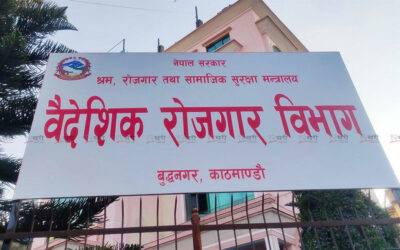 नेपाल सरकार
श्रम, रोजगार तथा सामाजिक सुरक्षा मन्त्रालय
वैदेशिक रोजगार विभाग
बुद्धनगर, काठमाण्डौ